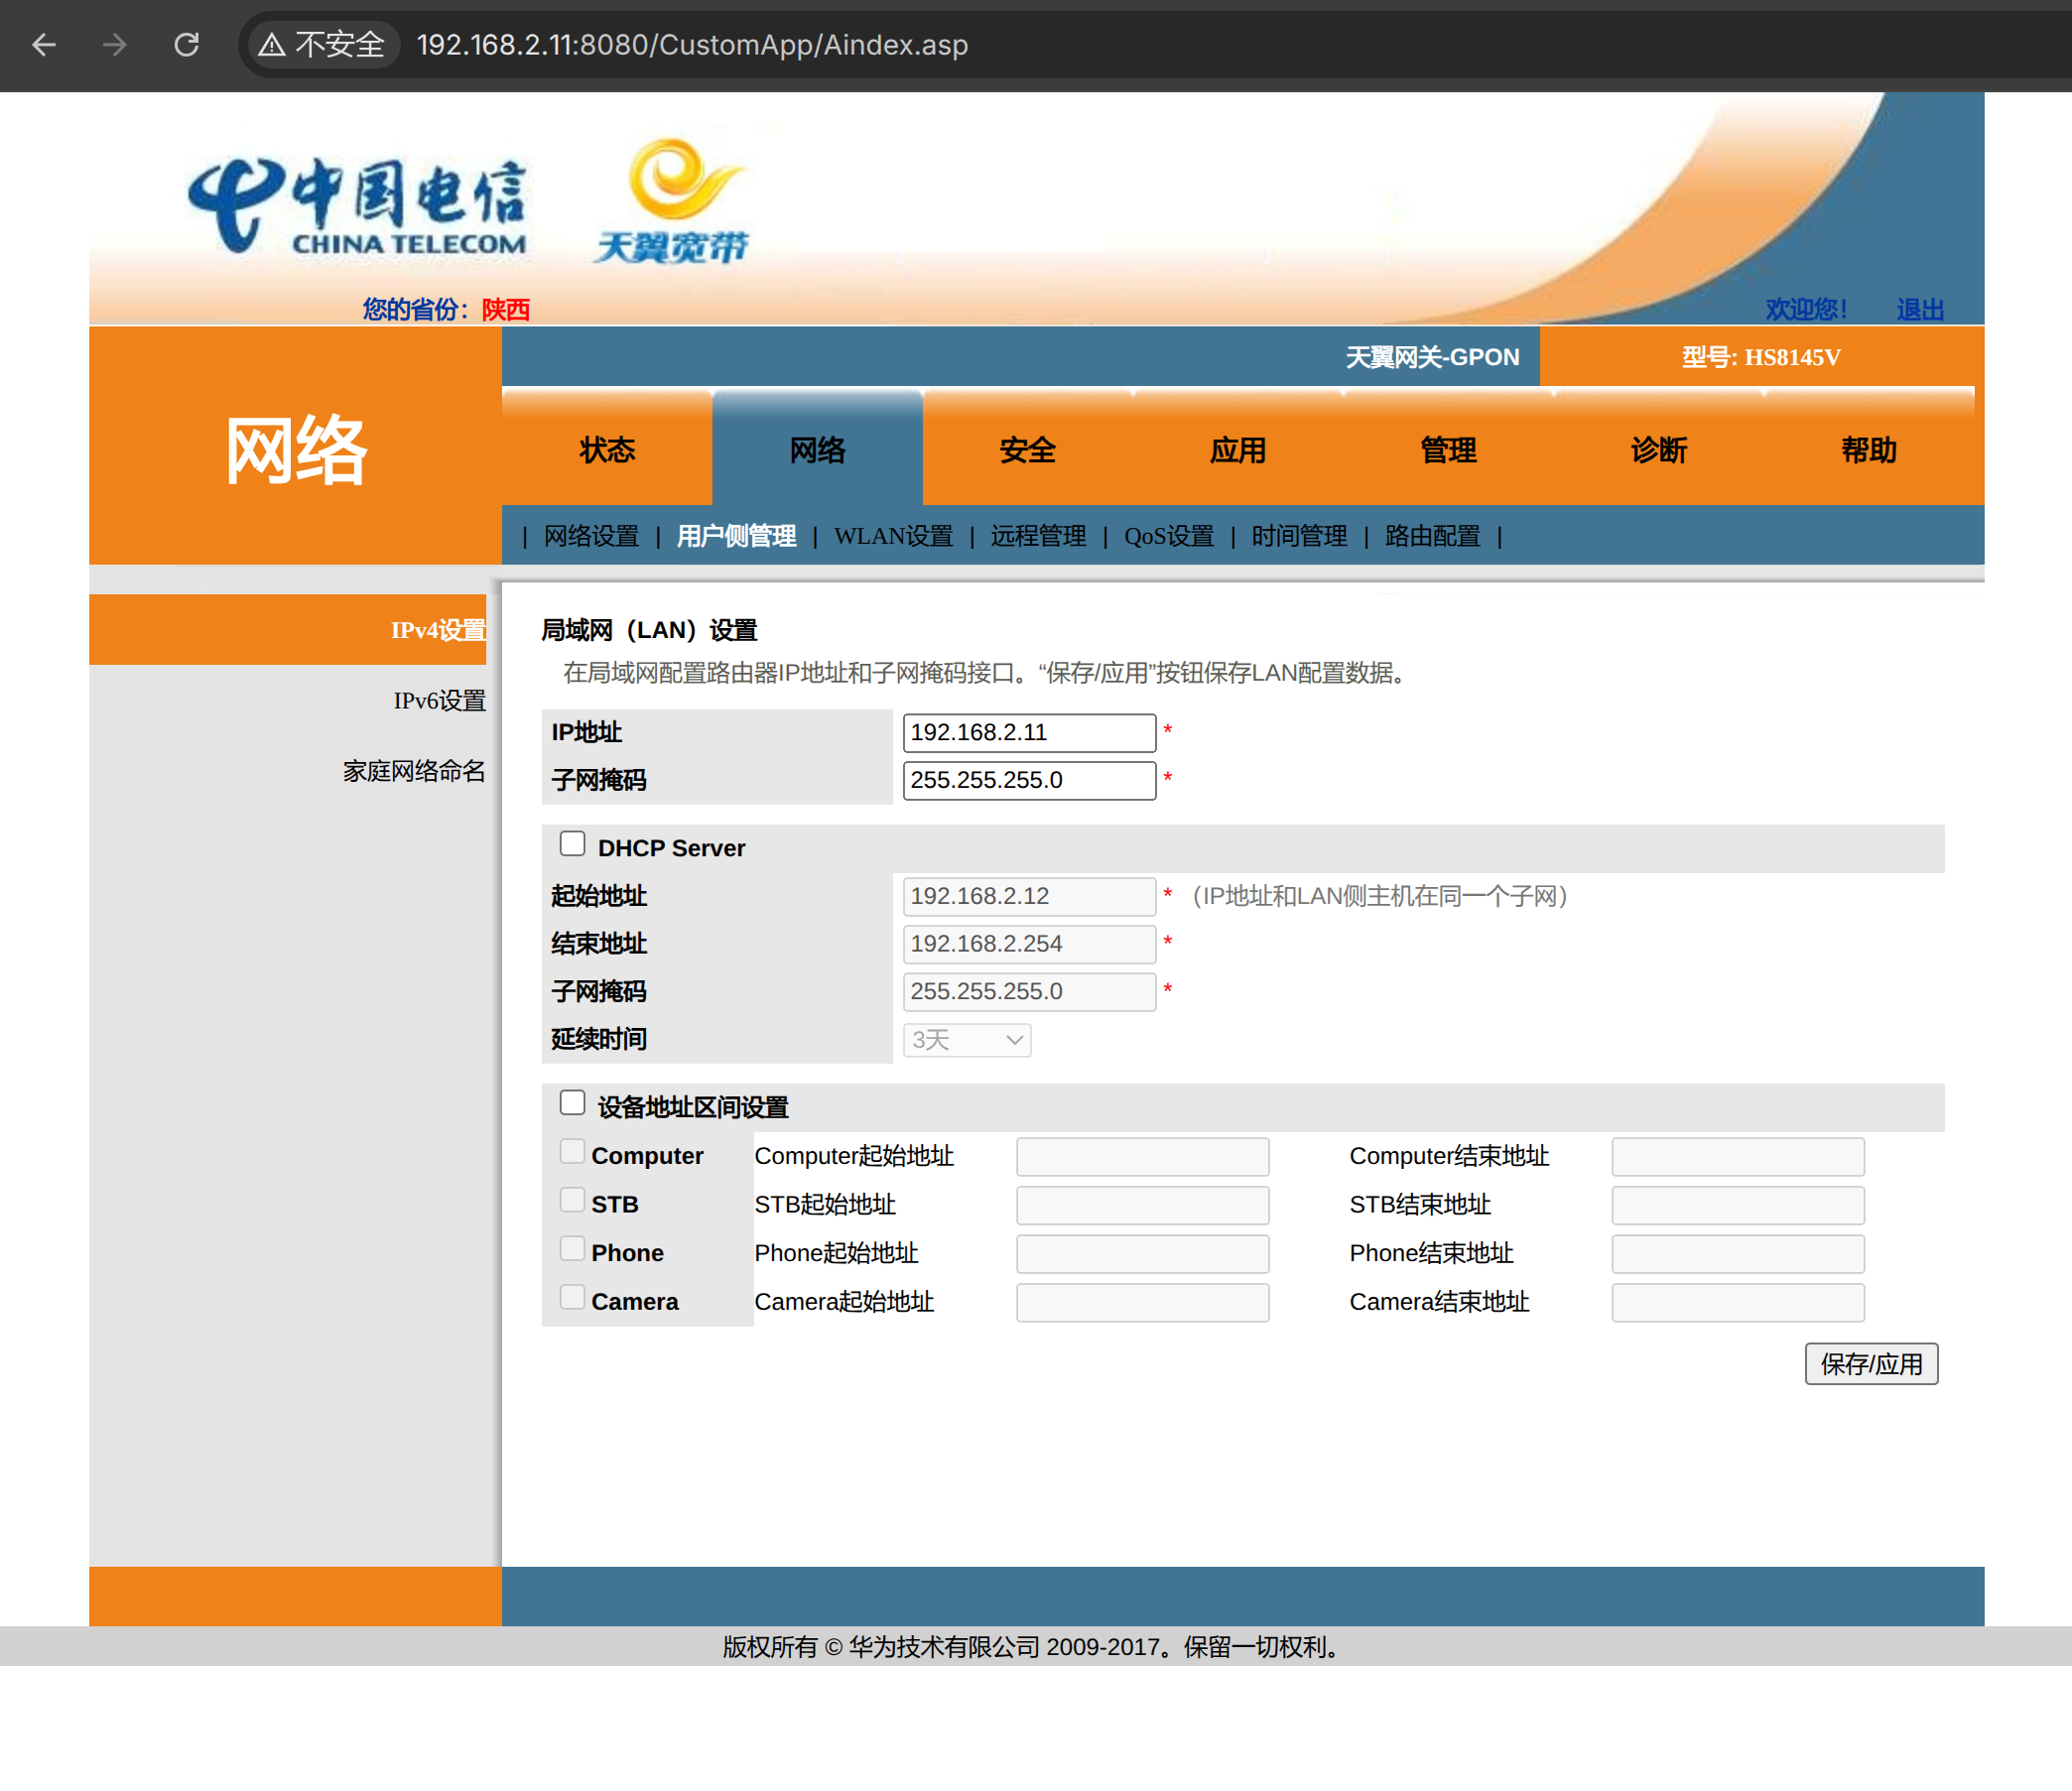 不安全 192.168.2.11:8080/CustomApp/Aindex.asp
中国电信
CHINA TELECOM
天翼宽带
您的省份：陕西 欢迎您！ 退出
天翼网关-GPON 型号: HS8145V
网络
状态 网络 安全 应用 管理 诊断 帮助
| 网络设置 | 用户侧管理 | WLAN设置 | 远程管理 | QoS设置 | 时间管理 | 路由配置 |
IPv4设置
IPv6设置
家庭网络命名
局域网（LAN）设置
在局域网配置路由器IP地址和子网掩码接口。“保存/应用”按钮保存LAN配置数据。
IP地址 192.168.2.11 *
子网掩码 255.255.255.0 *
DHCP Server
起始地址 192.168.2.12 *（IP地址和LAN侧主机在同一个子网）
结束地址 192.168.2.254 *
子网掩码 255.255.255.0 *
延续时间 3天
设备地址区间设置
Computer Computer起始地址 Computer结束地址
STB STB起始地址 STB结束地址
Phone Phone起始地址 Phone结束地址
Camera Camera起始地址 Camera结束地址
保存/应用
版权所有 © 华为技术有限公司 2009-2017。保留一切权利。